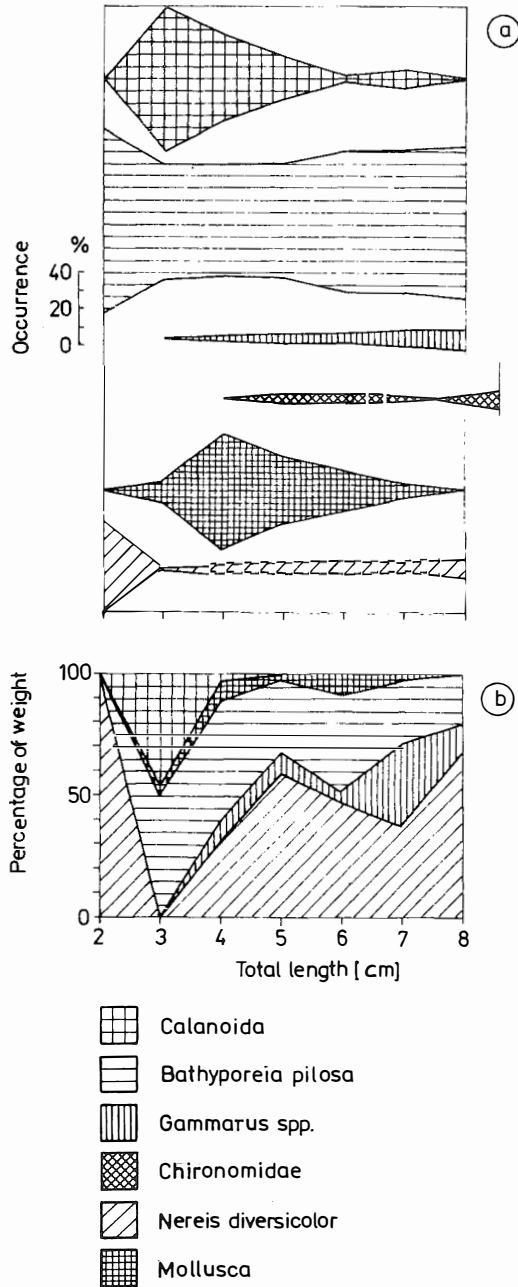 a
Occurrence
%
40
20
0
b
Percentage of weight
100
50
0
2 3 4 5 6 7 8
Total length [cm]
Calanoida
Bathyporeia pilosa
Gammarus spp.
Chironomidae
Nereis diversicolor
Mollusca